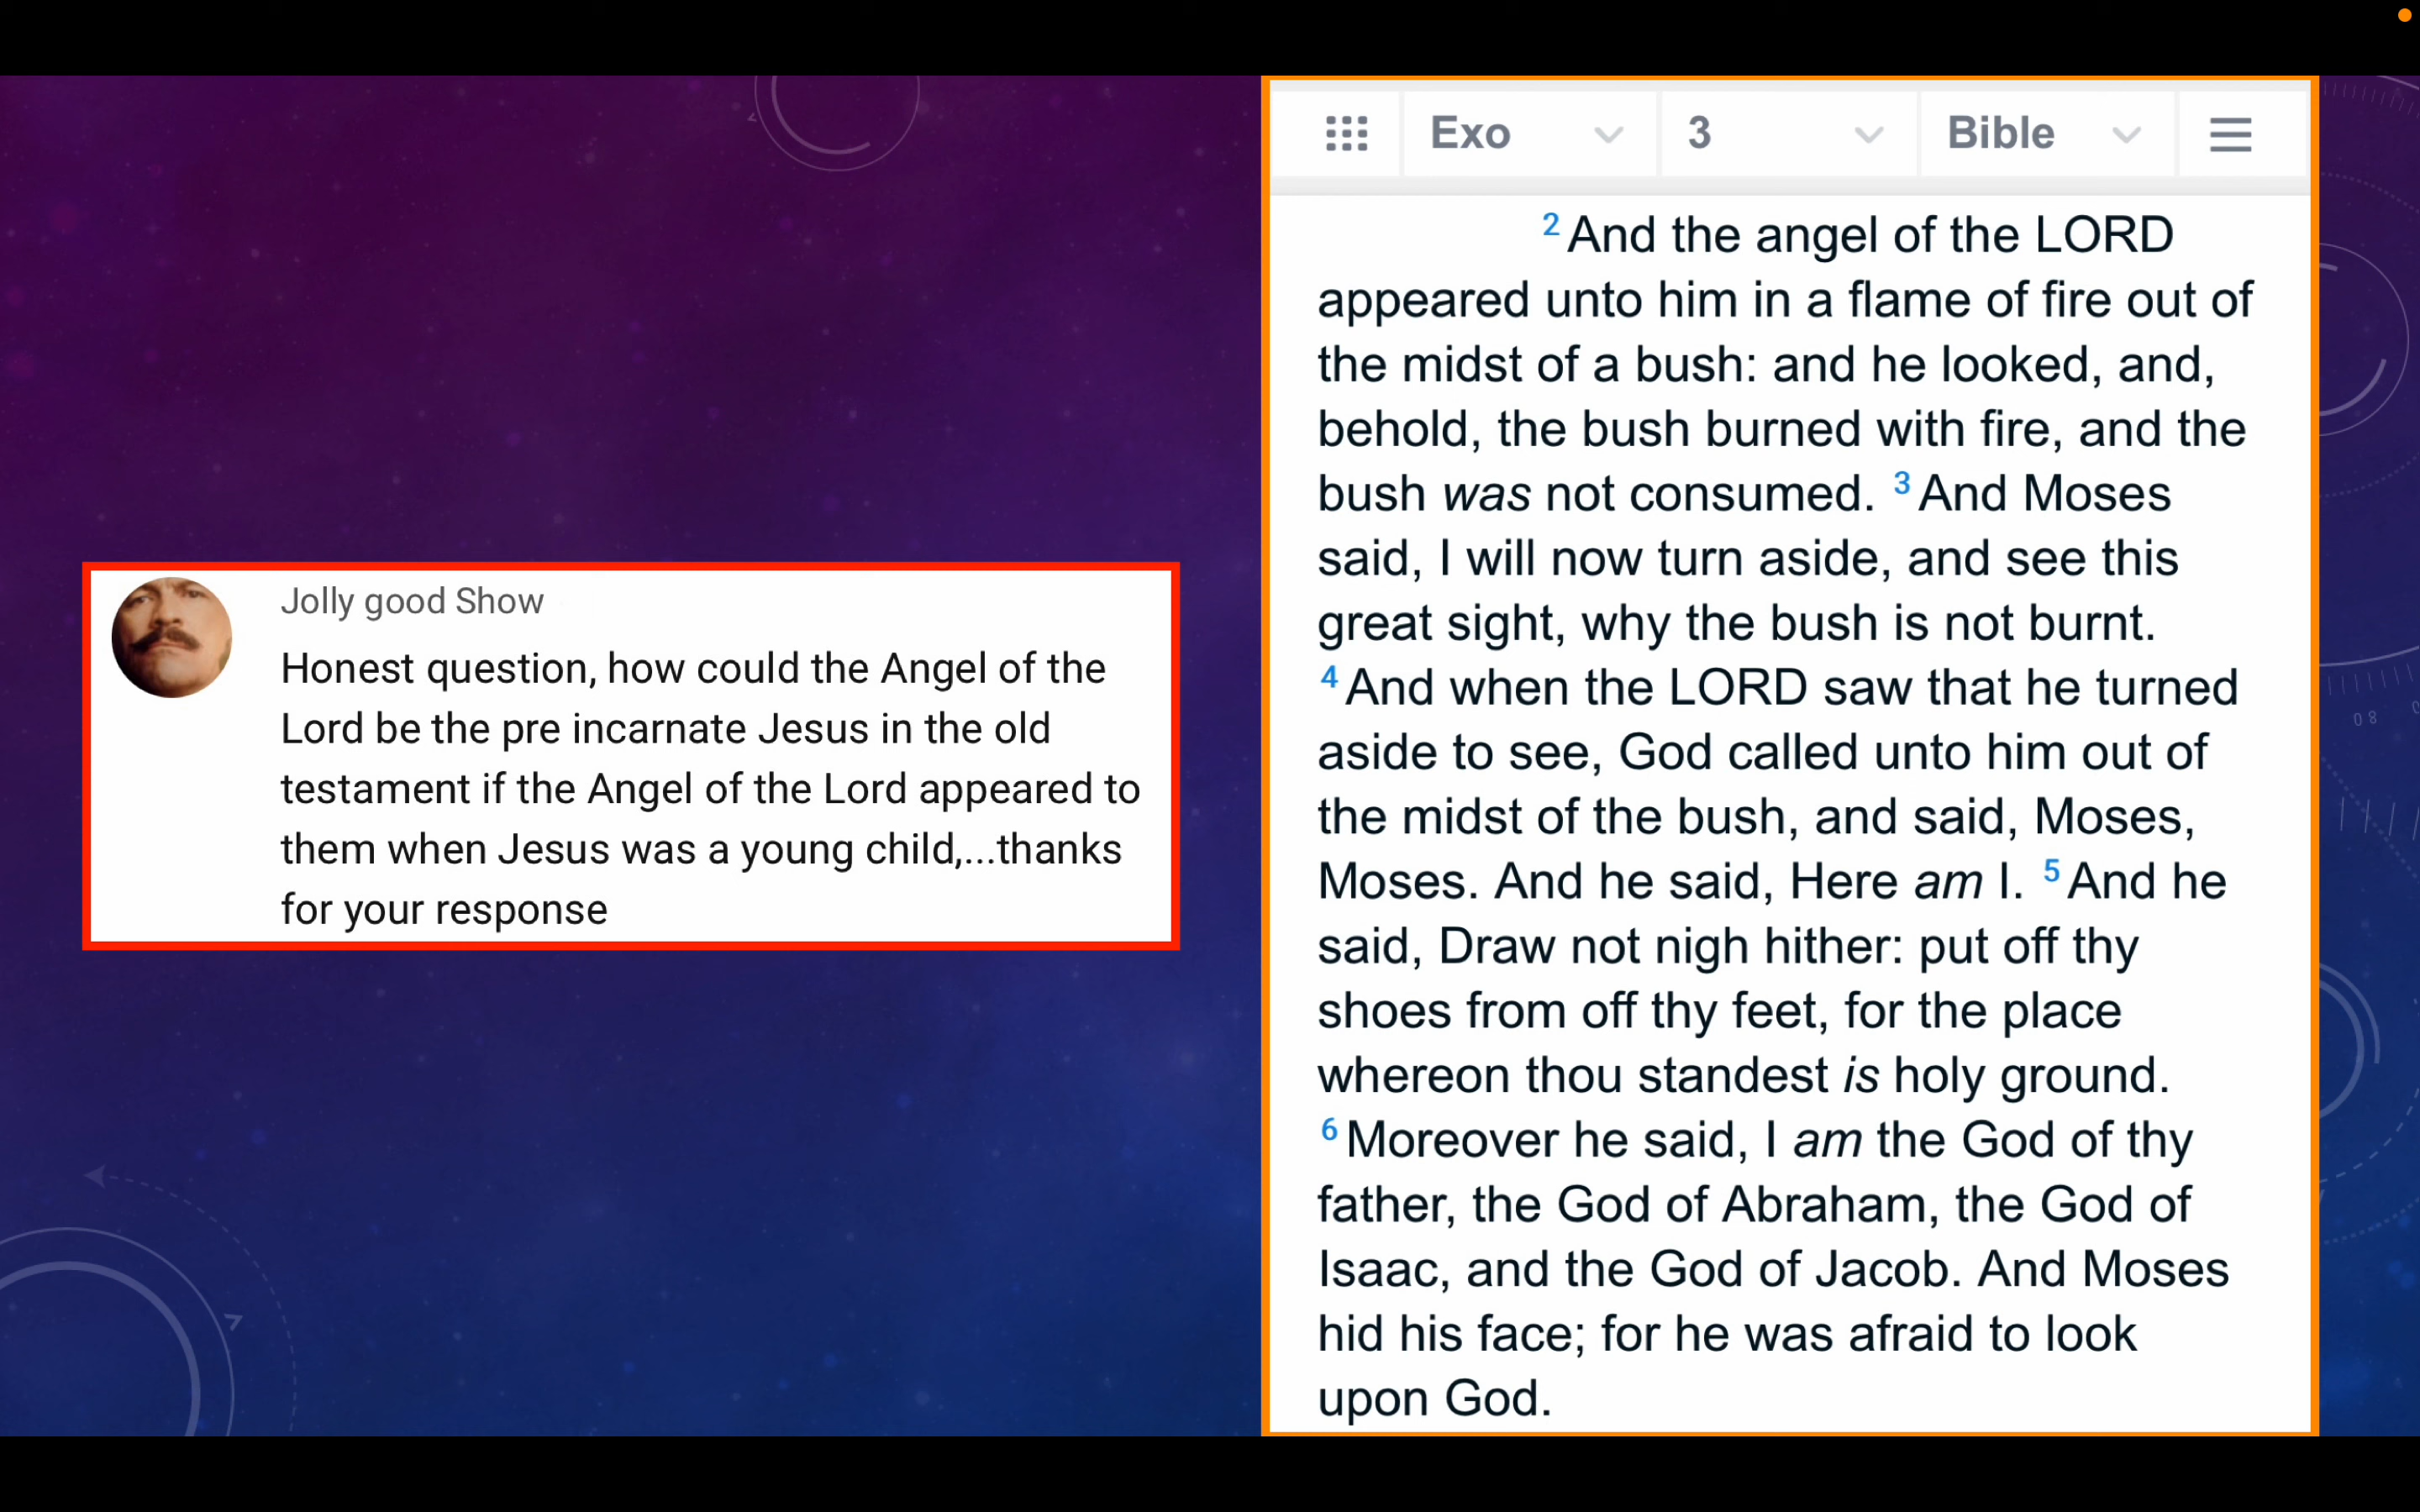 Jolly good Show
Honest question, how could the Angel of the
Lord be the pre incarnate Jesus in the old
testament if the Angel of the Lord appeared to
them when Jesus was a young child,...thanks
for your response
Exo 3 Bible
2 And the angel of the LORD
appeared unto him in a flame of fire out of
the midst of a bush: and he looked, and,
behold, the bush burned with fire, and the
bush was not consumed. 3 And Moses
said, I will now turn aside, and see this
great sight, why the bush is not burnt.
4 And when the LORD saw that he turned
aside to see, God called unto him out of
the midst of the bush, and said, Moses,
Moses. And he said, Here am I. 5 And he
said, Draw not nigh hither: put off thy
shoes from off thy feet, for the place
whereon thou standest is holy ground.
6 Moreover he said, I am the God of thy
father, the God of Abraham, the God of
Isaac, and the God of Jacob. And Moses
hid his face; for he was afraid to look
upon God.